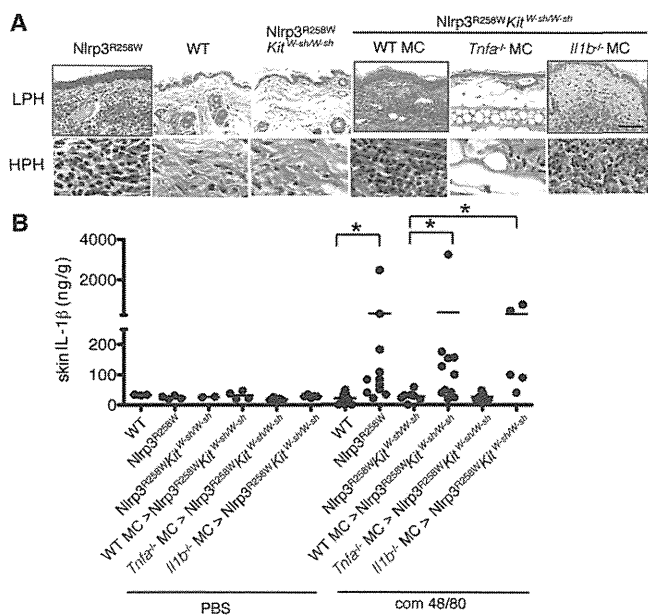 A
Nlrp3R258W
WT
Nlrp3R258W KitW-sh/W-sh
Nlrp3R258WKitW-sh/W-sh
WT MC
Tnfa-/- MC
Il1b-/- MC
LPH
HPH
B
skin IL-1β (ng/g)
4000
2000
200
100
0
*
*
*
WT
Nlrp3R258W
Nlrp3R258WKitW-sh/W-sh
WT MC > Nlrp3R258WKitW-sh/W-sh
Tnfa-/- MC > Nlrp3R258WKitW-sh/W-sh
Il1b-/- MC > Nlrp3R258WKitW-sh/W-sh
WT
Nlrp3R258W
Nlrp3R258WKitW-sh/W-sh
WT MC > Nlrp3R258WKitW-sh/W-sh
Tnfa-/- MC > Nlrp3R258WKitW-sh/W-sh
Il1b-/- MC > Nlrp3R258WKitW-sh/W-sh
PBS
com 48/80